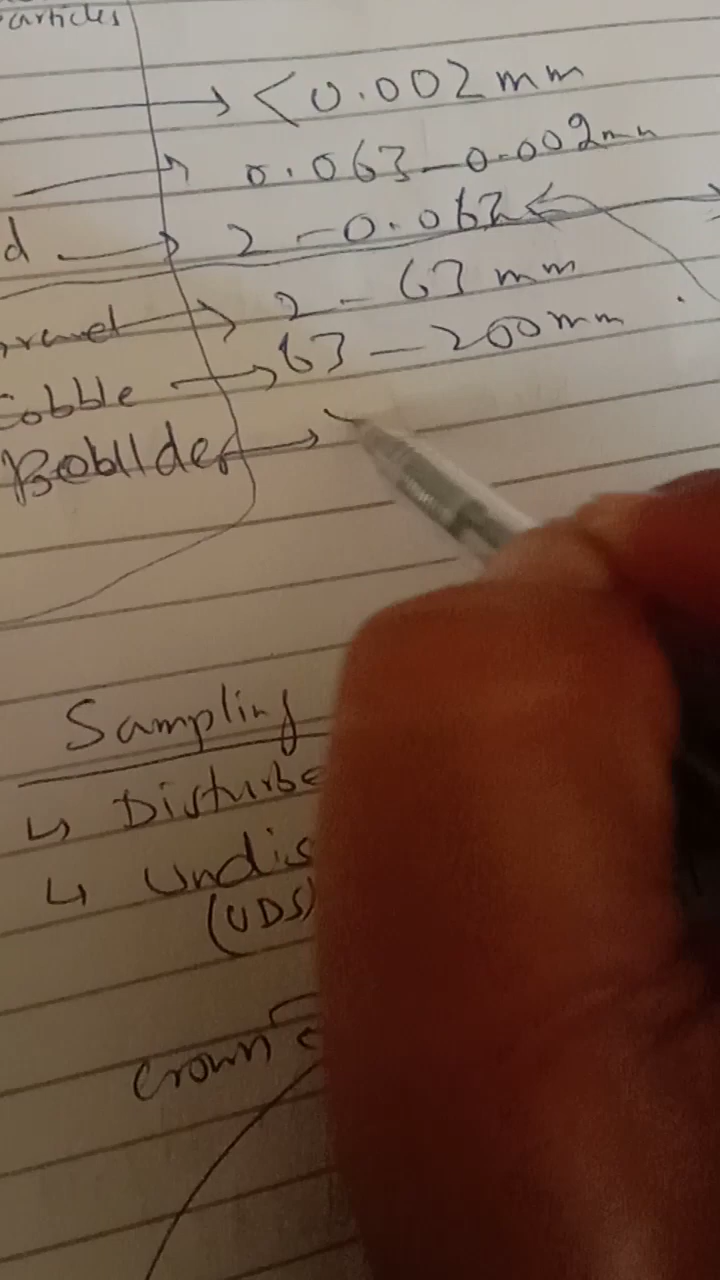 articles
→ < 0.002 mm
→ 0.063 - 0.002 mm
d → 2 - 0.063
→ 2 - 63 mm
Cobble → 63 - 200 mm
→
Sampling
↳ Disturbe
↳ Undis
(UDS)
crown